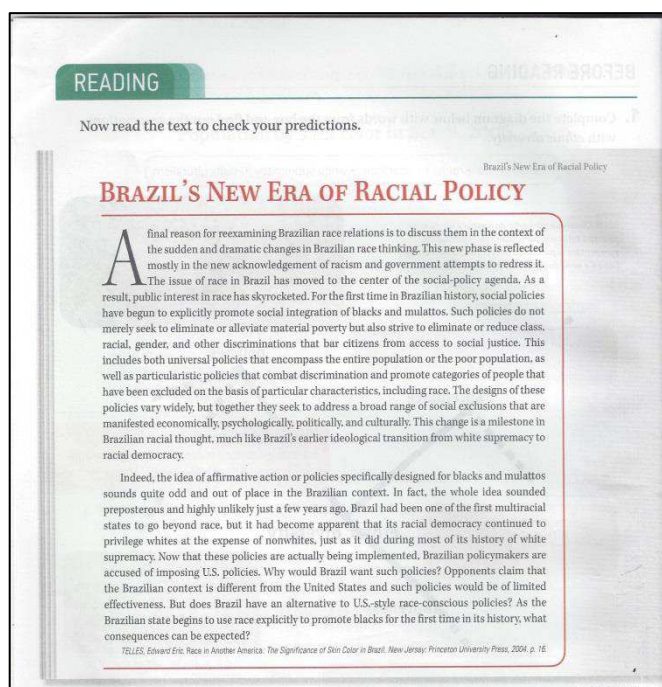 READING
Now read the text to check your predictions.
Brazil's New Era of Racial Policy
BRAZIL'S NEW ERA OF RACIAL POLICY
A final reason for reexamining Brazilian race relations is to discuss them in the context of
the sudden and dramatic changes in Brazilian race thinking. This new phase is reflected
mostly in the new acknowledgement of racism and government attempts to redress it.
The issue of race in Brazil has moved to the center of the social-policy agenda. As a
result, public interest in race has skyrocketed. For the first time in Brazilian history, social policies
have begun to explicitly promote social integration of blacks and mulattos. Such policies do not
merely seek to eliminate or alleviate material poverty but also strive to eliminate or reduce class,
racial, gender, and other discriminations that bar citizens from access to social justice. This
includes both universal policies that encompass the entire population or the poor population, as
well as particularistic policies that combat discrimination and promote categories of people that
have been excluded on the basis of particular characteristics, including race. The designs of these
policies vary widely, but together they seek to address a broad range of social exclusions that are
manifested economically, psychologically, politically, and culturally. This change is a milestone in
Brazilian racial thought, much like Brazil's earlier ideological transition from white supremacy to
racial democracy.
Indeed, the idea of affirmative action or policies specifically designed for blacks and mulattos
sounds quite odd and out of place in the Brazilian context. In fact, the whole idea sounded
preposterous and highly unlikely just a few years ago. Brazil had been one of the first multiracial
states to go beyond race, but it had become apparent that its racial democracy continued to
privilege whites at the expense of nonwhites, just as it did during most of its history of white
supremacy. Now that these policies are actually being implemented, Brazilian policymakers are
accused of imposing U.S. policies. Why would Brazil want such policies? Opponents claim that
the Brazilian context is different from the United States and such policies would be of limited
effectiveness. But does Brazil have an alternative to U.S.-style race-conscious policies? As the
Brazilian state begins to use race explicitly to promote blacks for the first time in its history, what
consequences can be expected?
TELLES, Edward Eric. Race in Another America: The Significance of Skin Color in Brazil. New Jersey: Princeton University Press, 2004. p. 16.